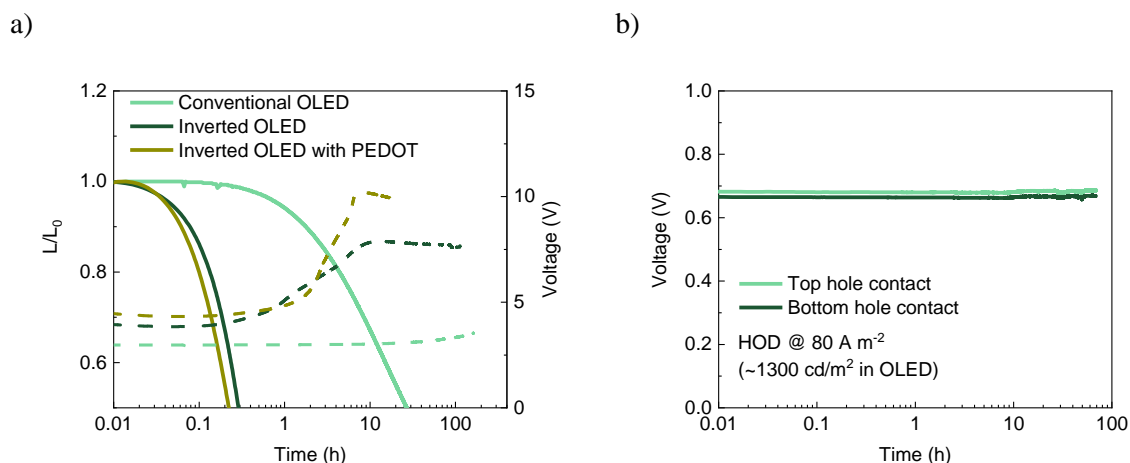 a)
b)
1.2
1.0
0.8
0.6
L/L0
15
10
5
0
Voltage (V)
Conventional OLED
Inverted OLED
Inverted OLED with PEDOT
0.01
0.1
1
10
100
Time (h)
1.0
0.8
0.6
0.4
0.2
0.0
Voltage (V)
Top hole contact
Bottom hole contact
HOD @ 80 A m-2
(~1300 cd/m2 in OLED)
0.01
0.1
1
10
100
Time (h)